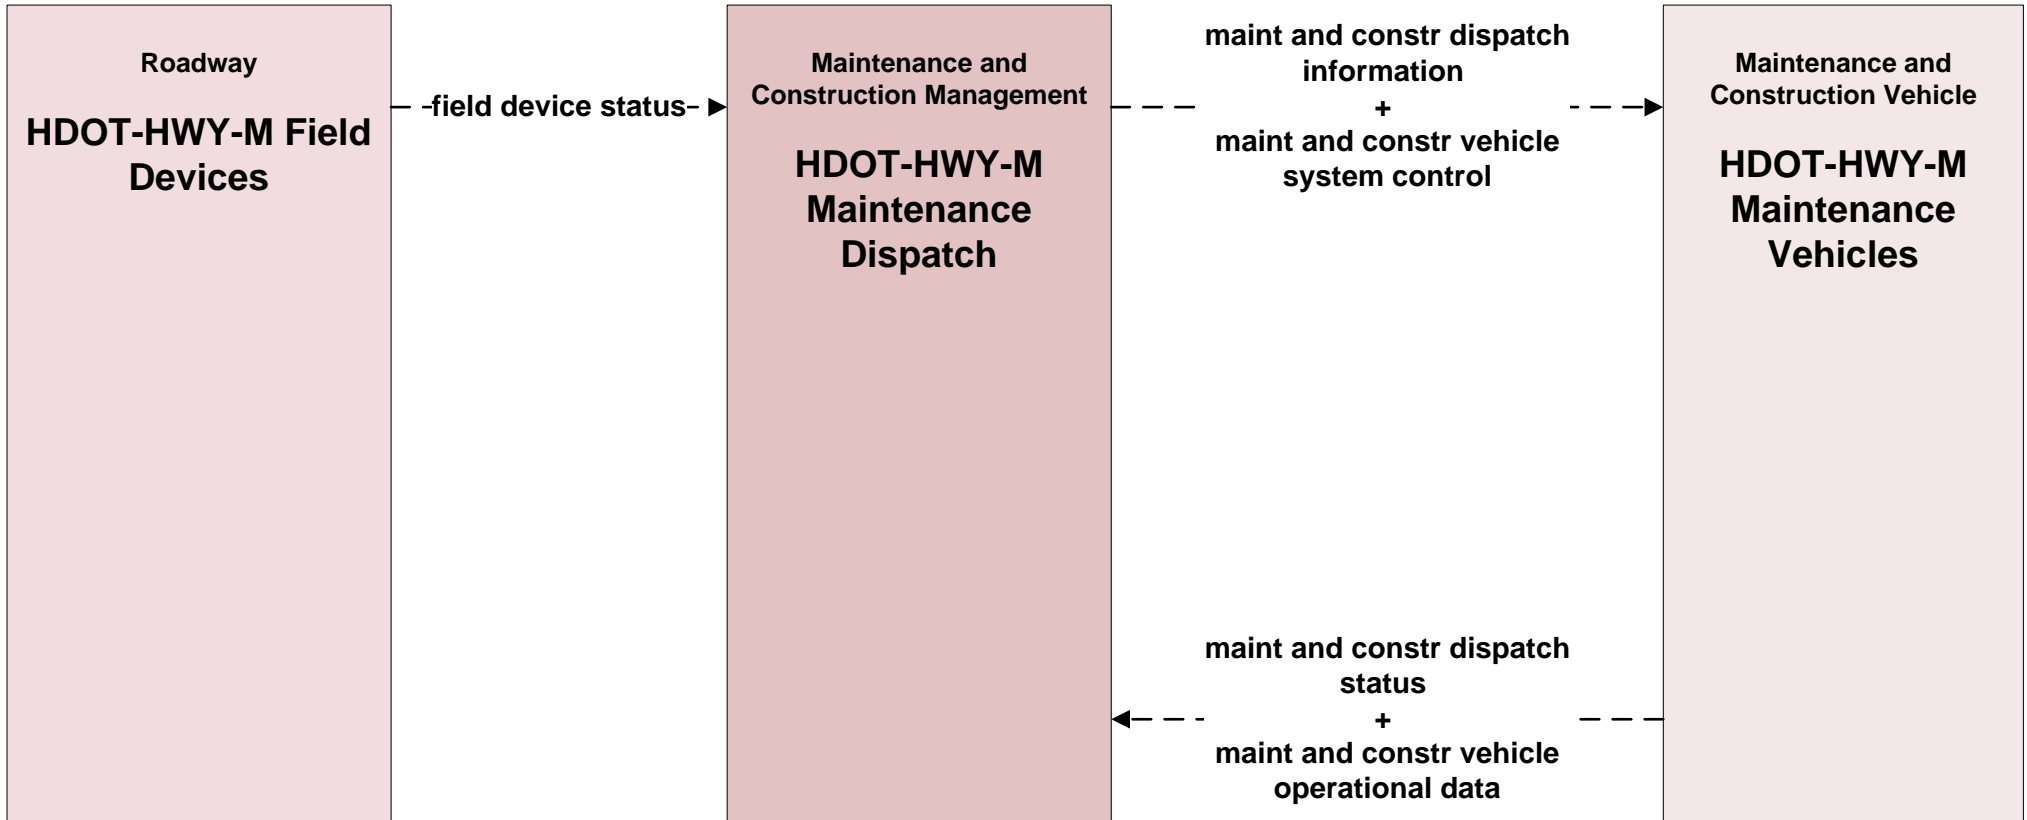 Roadway
HDOT-HWY-M Field
Devices
field device status
Maintenance and
Construction Management
HDOT-HWY-M
Maintenance
Dispatch
maint and constr dispatch
information
+
maint and constr vehicle
system control
Maintenance and
Construction Vehicle
HDOT-HWY-M
Maintenance
Vehicles
maint and constr dispatch
status
+
maint and constr vehicle
operational data